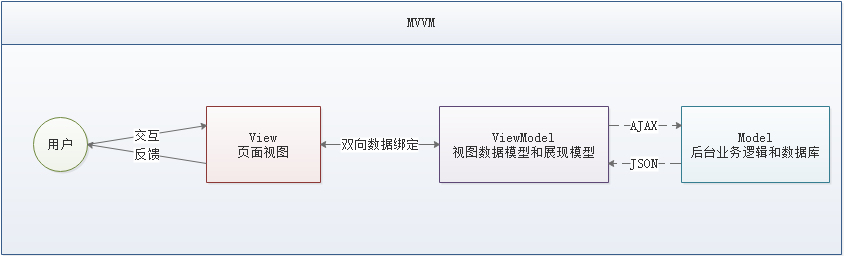 MVVM
用户
交互
反馈
View
页面视图
双向数据绑定
ViewModel
视图数据模型和展现模型
AJAX
JSON
Model
后台业务逻辑和数据库